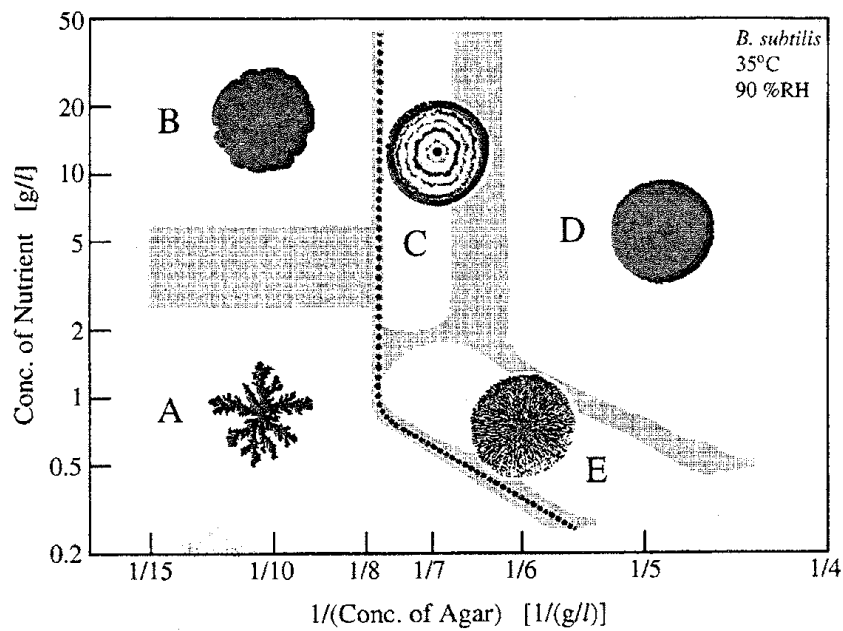 50
20
10
5
2
1
0.5
0.2
Conc. of Nutrient [g/l]
B. subtilis
35°C
90 %RH
B
C
D
A
E
1/15 1/10 1/8 1/7 1/6 1/5 1/4
1/(Conc. of Agar) [1/(g/l)]